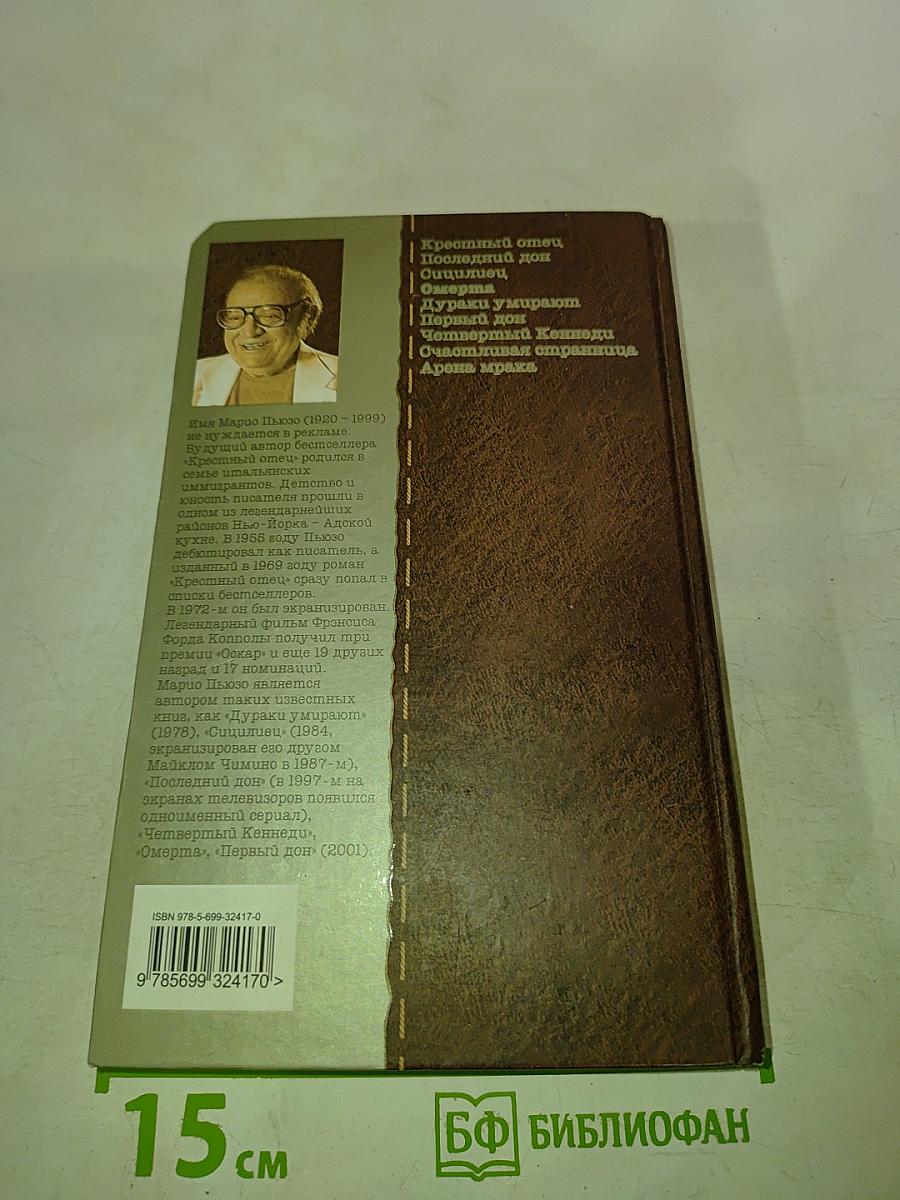 Имя Марио Пьюзо (1920 – 1999)
не нуждается в рекламе.
Будущий автор бестселлера
«Крестный отец» родился в
семье итальянских
иммигрантов. Детство и
юность писателя прошли в
одном из легендарнейших
районов Нью-Йорка – Адской
кухне. В 1955 году Пьюзо
дебютировал как писатель, а
изданный в 1969 году роман
«Крестный отец» сразу попал в
списки бестселлеров.
В 1972-м он был экранизирован.
Легендарный фильм Фрэнсиса
Форда Копполы получил три
премии «Оскар» и еще 19 других
наград и 17 номинаций.
Марио Пьюзо является
автором таких известных
книг, как «Дураки умирают»
(1978), «Сицилиец» (1984,
экранизирован его другом
Майклом Чимино в 1987-м),
«Последний дон» (в 1997-м на
экранах телевизоров появился
одноименный сериал),
«Четвертый Кеннеди»,
«Омерта», «Первый дон» (2001).
ISBN 978-5-699-32417-0
9 785699 324170 >
Крестный отец
Последний дон
Сицилиец
Омерта
Дураки умирают
Первый дон
Четвертый Кеннеди
Счастливая странница
Арена мрака
15 см
БФ БИБЛИОФАН